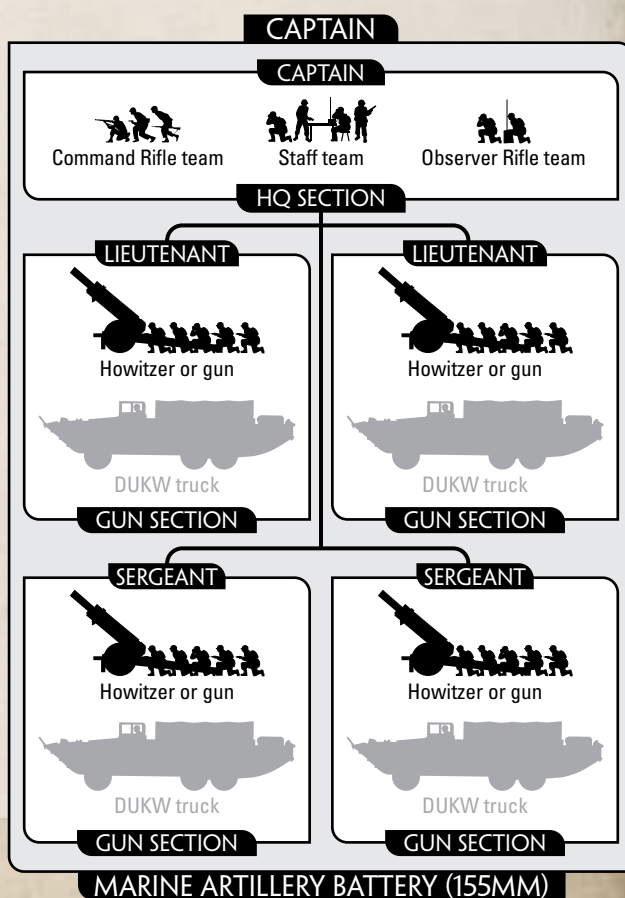 CAPTAIN
CAPTAIN
Command Rifle team
Staff team
Observer Rifle team
HQ SECTION
LIEUTENANT
LIEUTENANT
Howitzer or gun
Howitzer or gun
DUKW truck
DUKW truck
GUN SECTION
GUN SECTION
SERGEANT
SERGEANT
Howitzer or gun
Howitzer or gun
DUKW truck
DUKW truck
GUN SECTION
GUN SECTION
MARINE ARTILLERY BATTERY (155MM)